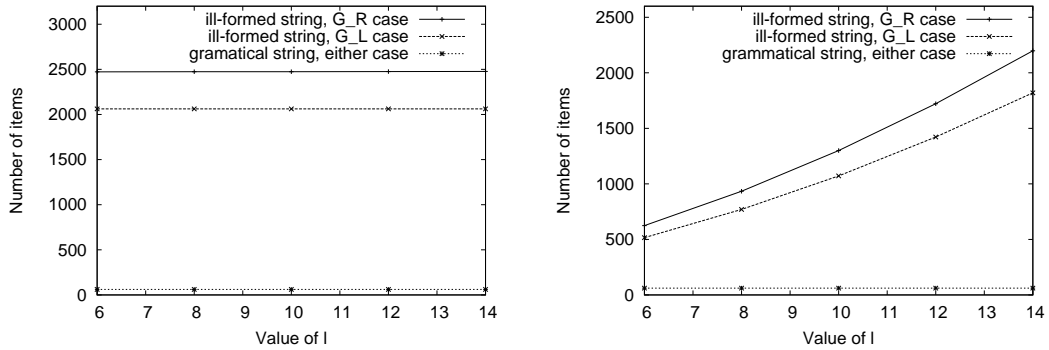 3000
2500
2000
1500
1000
500
0
Number of items
ill-formed string, G_R case
ill-formed string, G_L case
gramatical string, either case
6 7 8 9 10 11 12 13 14
Value of l
2500
2000
1500
1000
500
0
Number of items
ill-formed string, G_R case
ill-formed string, G_L case
grammatical string, either case
6 7 8 9 10 11 12 13 14
Value of l